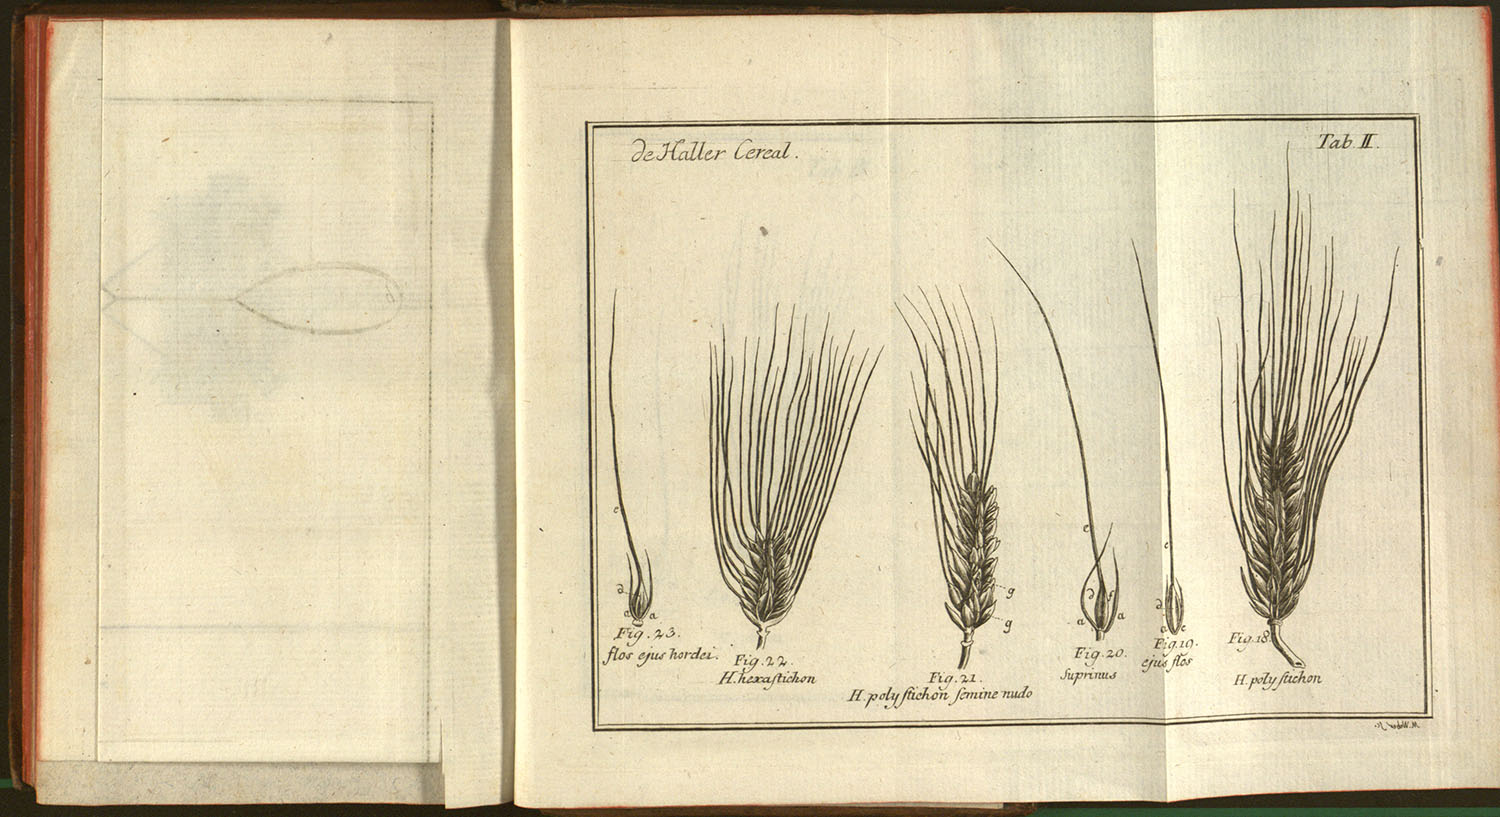 de Haller Cereal.
Tab. II.
e
d
a a
Fig. 23.
flos ejus hordei.
Fig. 22.
H. hexastichon
g
g
Fig. 21.
H. polystichon semine nudo
e
d f
a a
Fig. 20.
Suprinus
e
d
a c
Fig. 19.
ejus flos
Fig. 18.
H. polystichon